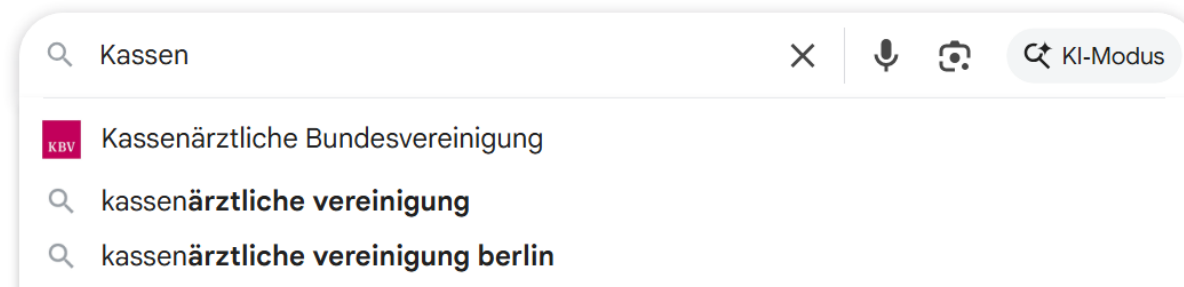 Kassen KI-Modus
KBV Kassenärztliche Bundesvereinigung
kassenärztliche vereinigung
kassenärztliche vereinigung berlin